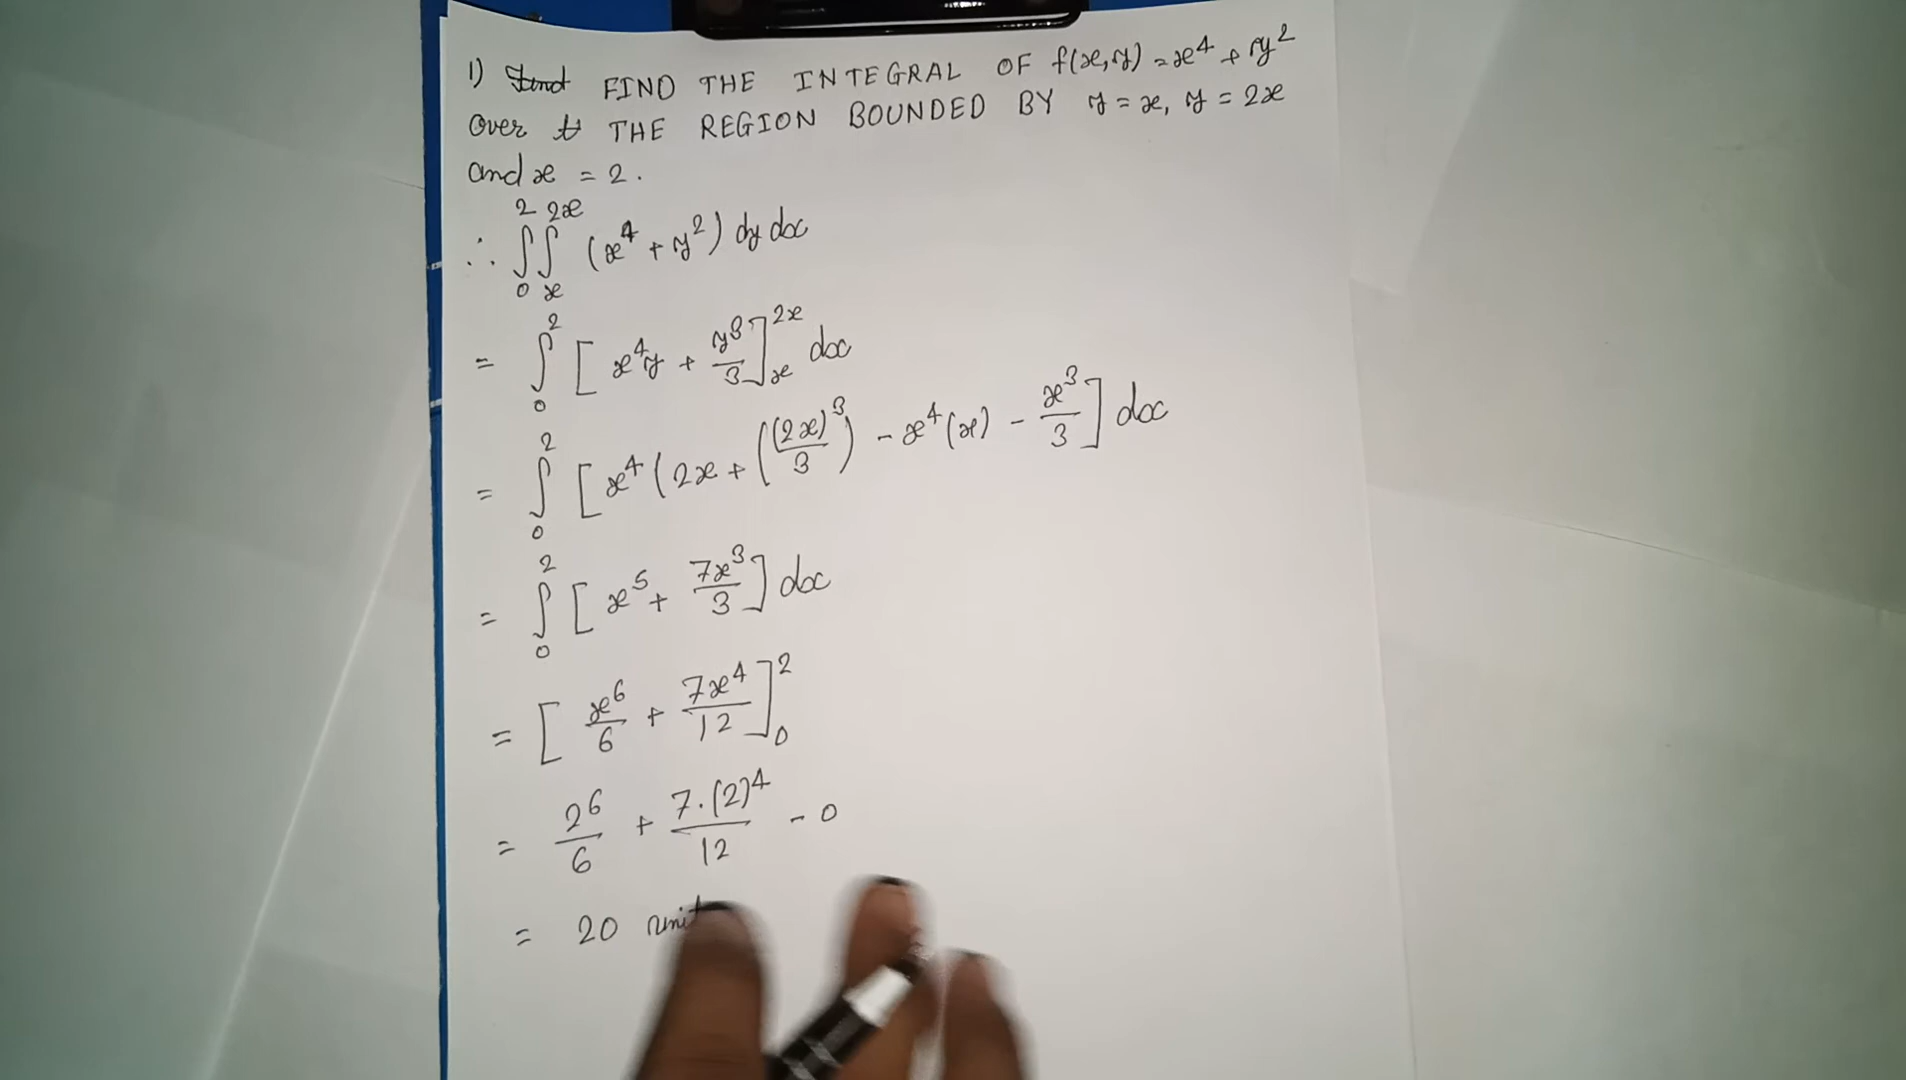 1) FIND THE INTEGRAL OF f(x,y) = x⁴ + y²
Over THE REGION BOUNDED BY y = x, y = 2x
and x = 2.
∴ ∫₀² ∫ₓ²ˣ (x⁴ + y²) dy dx
= ∫₀² [ x⁴y + y³/3 ]ₓ²ˣ dx
= ∫₀² [ x⁴(2x + ((2x)³/3) - x⁴(x) - x³/3 ] dx
= ∫₀² [ x⁵ + 7x³/3 ] dx
= [ x⁶/6 + 7x⁴/12 ]₀²
= 2⁶/6 + 7·(2)⁴/12 - 0
= 20 unit